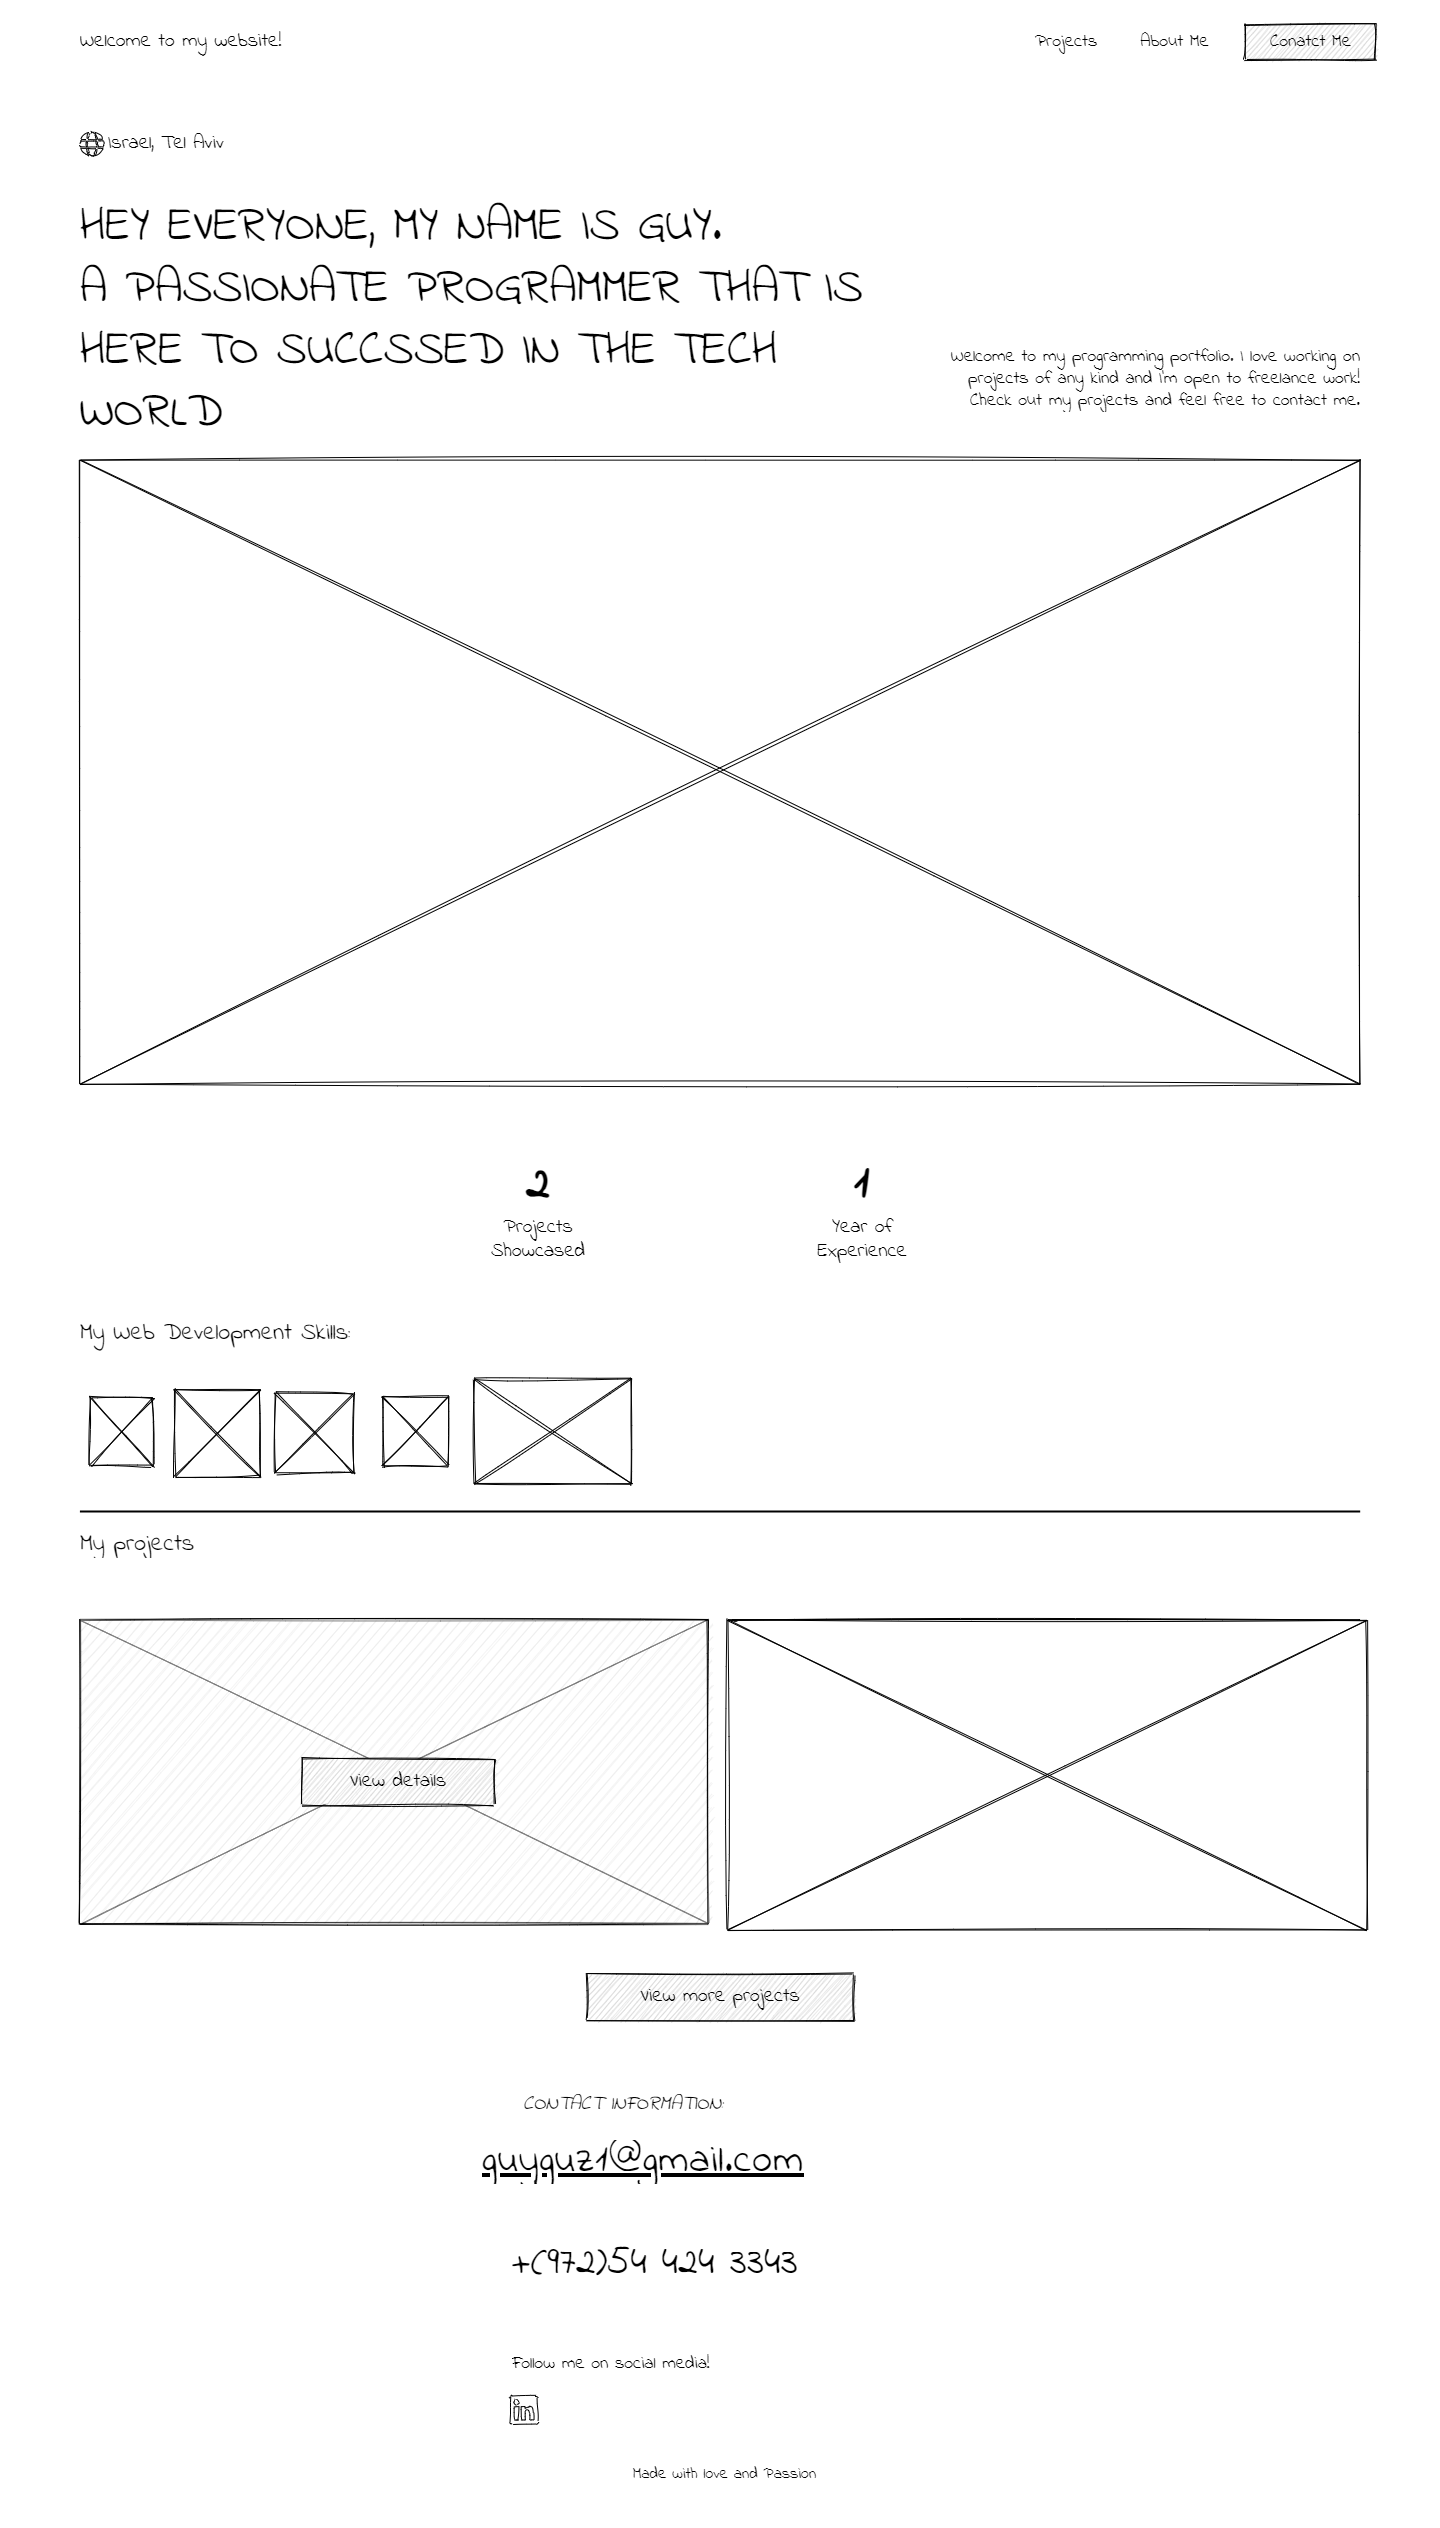 Welcome to my website!
Projects
About Me
Conatct Me
Israel, Tel Aviv
HEY EVERYONE, MY NAME IS GUY.
A PASSIONATE PROGRAMMER THAT IS
HERE TO SUCCSSED IN THE TECH
WORLD
Welcome to my programming portfolio. I love working on
projects of any kind and i'm open to freelance work!
Check out my projects and feel free to contact me.
2
Projects
Showcased
1
Year of
Experience
My Web Development Skills:
My projects
View details
View more projects
CONTACT INFORMATION:
guyguz1@gmail.com
+(972)54 424 3343
Follow me on social media!
in
Made with love and Passion